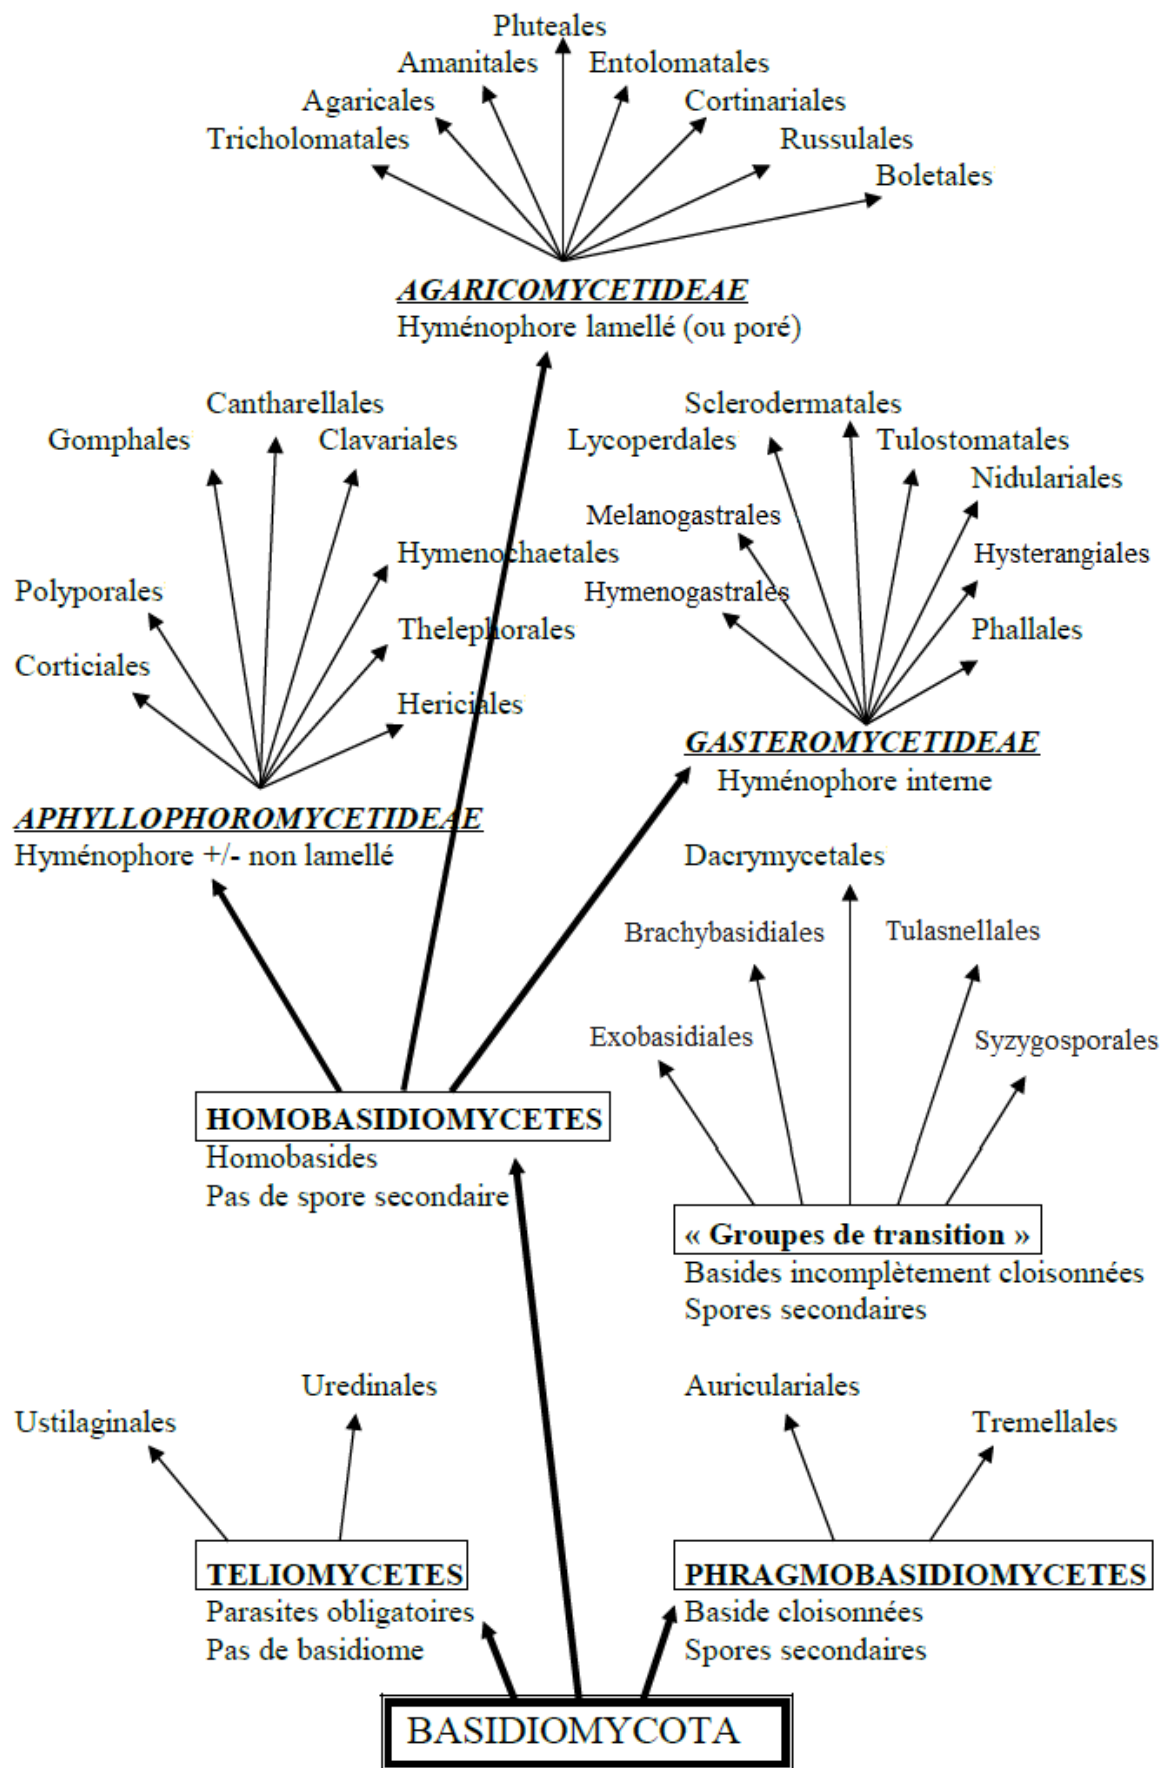 Pluteales
Amanitales
Entolomatales
Agaricales
Cortinariales
Tricholomatales
Russulales
Boletales
AGARICOMYCETIDEAE
Hyménophore lamellé (ou poré)
Cantharellales
Sclerodermatales
Gomphales
Clavariales
Lycoperdales
Tulostomatales
Nidulariales
Melanogastrales
Hymenochaetales
Hysterangiales
Polyporales
Hymenogastrales
Thelephorales
Phallales
Corticiales
Hericiales
GASTEROMYCETIDEAE
Hyménophore interne
APHYLLOPHOROMYCETIDEAE
Hyménophore +/- non lamellé
Dacrymycetales
Brachybasidiales
Tulasnellales
Exobasidiales
Syzygosporales
HOMOBASIDIOMYCETES
Homobasides
Pas de spore secondaire
« Groupes de transition »
Basides incomplètement cloisonnées
Spores secondaires
Uredinales
Auriculariales
Ustilaginales
Tremellales
TELIOMYCETES
Parasites obligatoires
Pas de basidiome
PHRAGMOBASIDIOMYCETES
Baside cloisonnées
Spores secondaires
BASIDIOMYCOTA